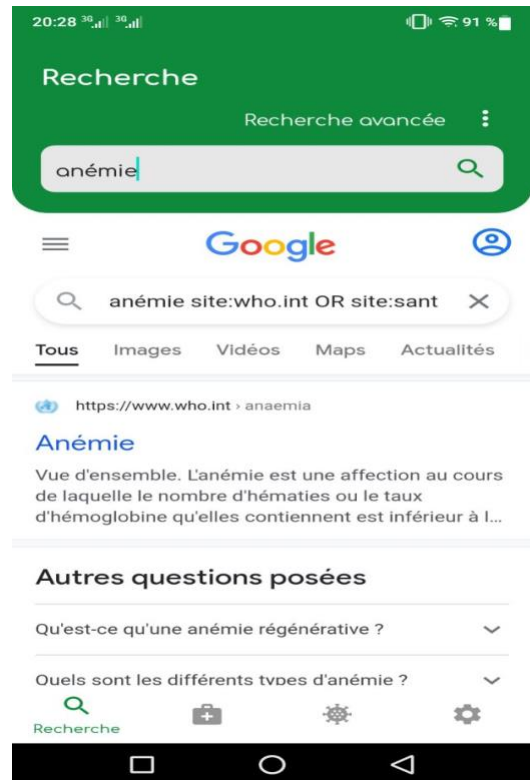 20:28 3G 3G 91 %
Recherche
Recherche avancée
anémie
Google
anémie site:who.int OR site:sant
Tous Images Vidéos Maps Actualités
https://www.who.int › anaemia
Anémie
Vue d'ensemble. L'anémie est une affection au cours
de laquelle le nombre d'hématies ou le taux
d'hémoglobine qu'elles contiennent est inférieur à l...
Autres questions posées
Qu'est-ce qu'une anémie régénérative ?
Quels sont les différents types d'anémie ?
Recherche